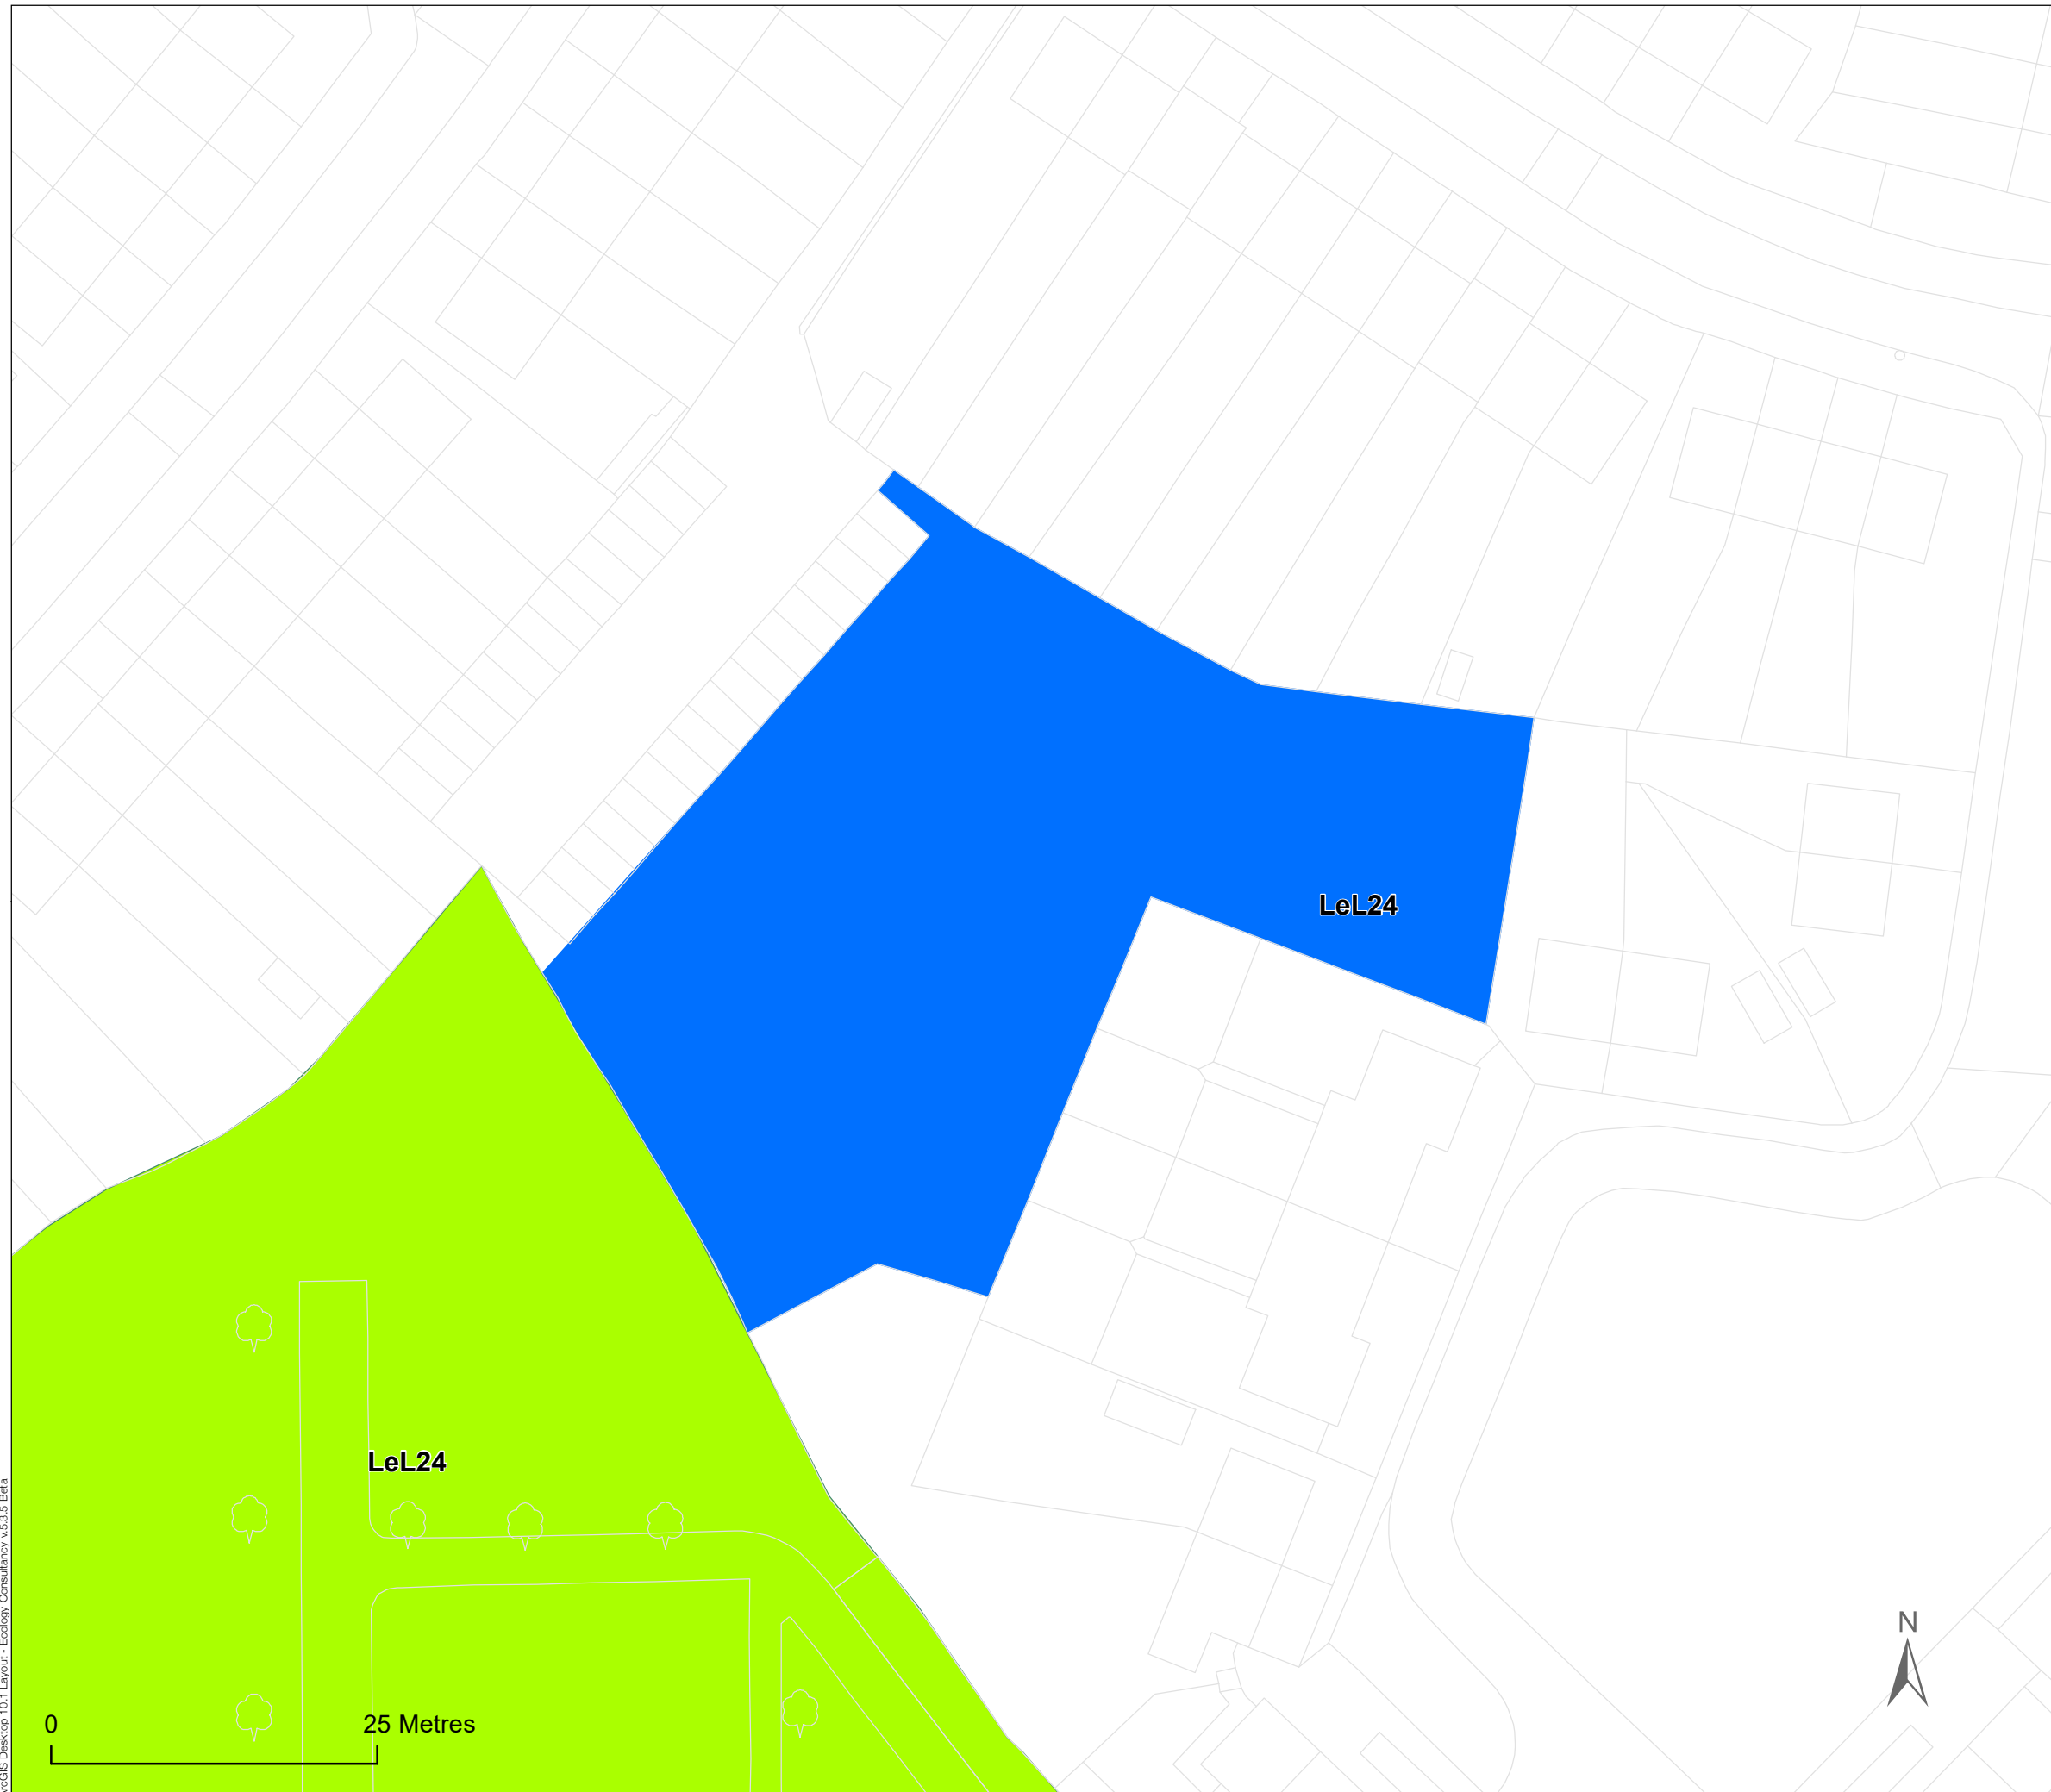 LeL24
LeL24
N
0 25 Metres
ArcGIS Desktop 10.1 Layout - Ecology Consultancy v.5.3.5 Beta